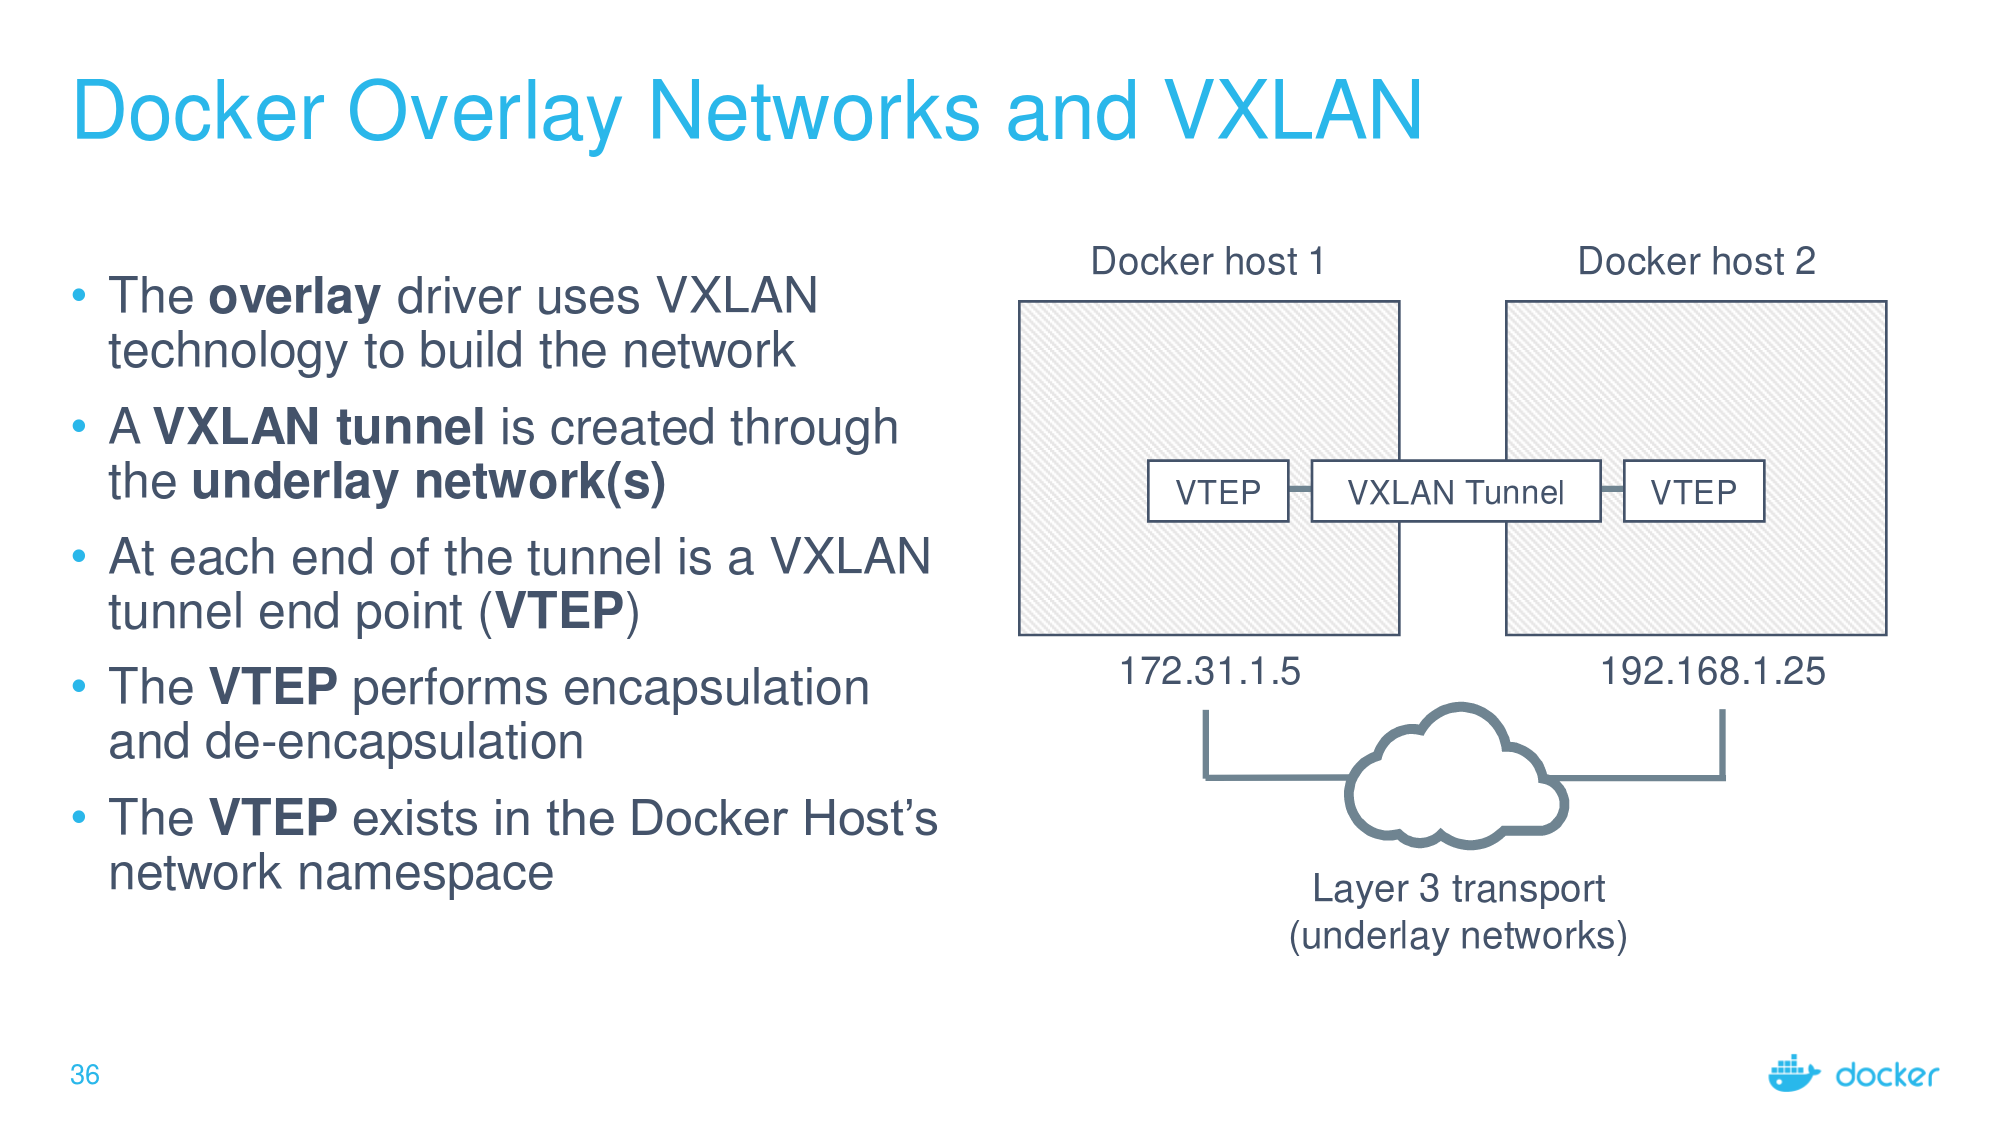 Docker Overlay Networks and VXLAN
• The overlay driver uses VXLAN
technology to build the network
• A VXLAN tunnel is created through
the underlay network(s)
• At each end of the tunnel is a VXLAN
tunnel end point (VTEP)
• The VTEP performs encapsulation
and de-encapsulation
• The VTEP exists in the Docker Host’s
network namespace
Docker host 1
Docker host 2
VTEP
VXLAN Tunnel
VTEP
172.31.1.5
192.168.1.25
Layer 3 transport
(underlay networks)
36
docker